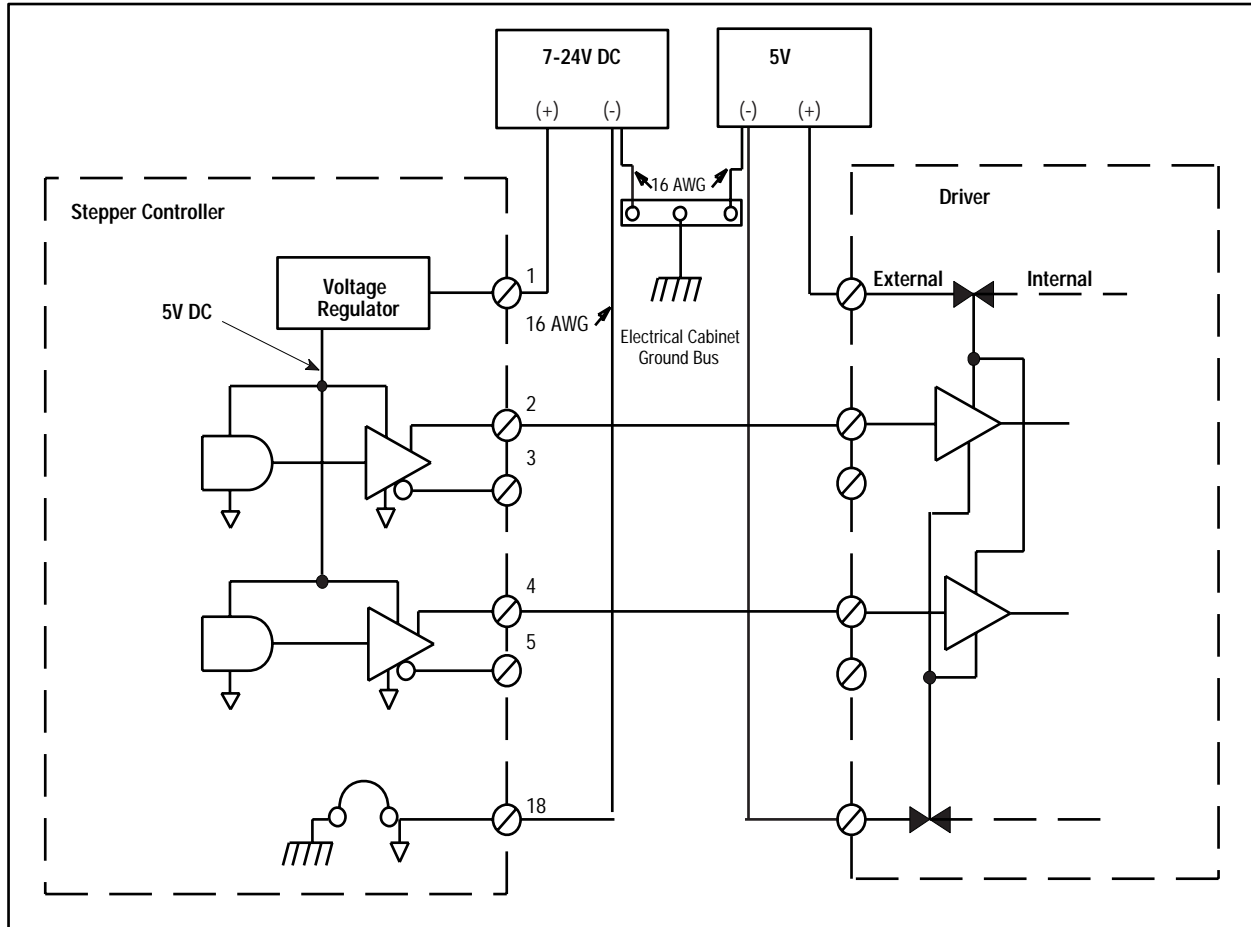 7-24V DC
(+) (-)
5V
(-) (+)
16 AWG
Stepper Controller
Driver
1
Voltage
Regulator
External Internal
5V DC
16 AWG
Electrical Cabinet
Ground Bus
2
3
4
5
18